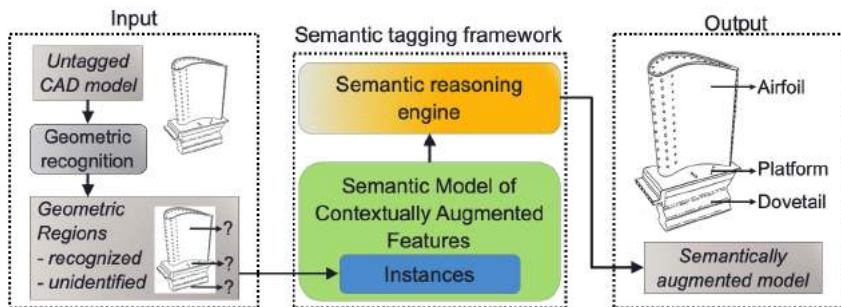 Input
Untagged
CAD model
Geometric
recognition
Geometric
Regions
- recognized
- unidentified
?
?
?
Semantic tagging framework
Semantic reasoning
engine
Semantic Model of
Contextually Augmented
Features
Instances
Output
Airfoil
Platform
Dovetail
Semantically
augmented model